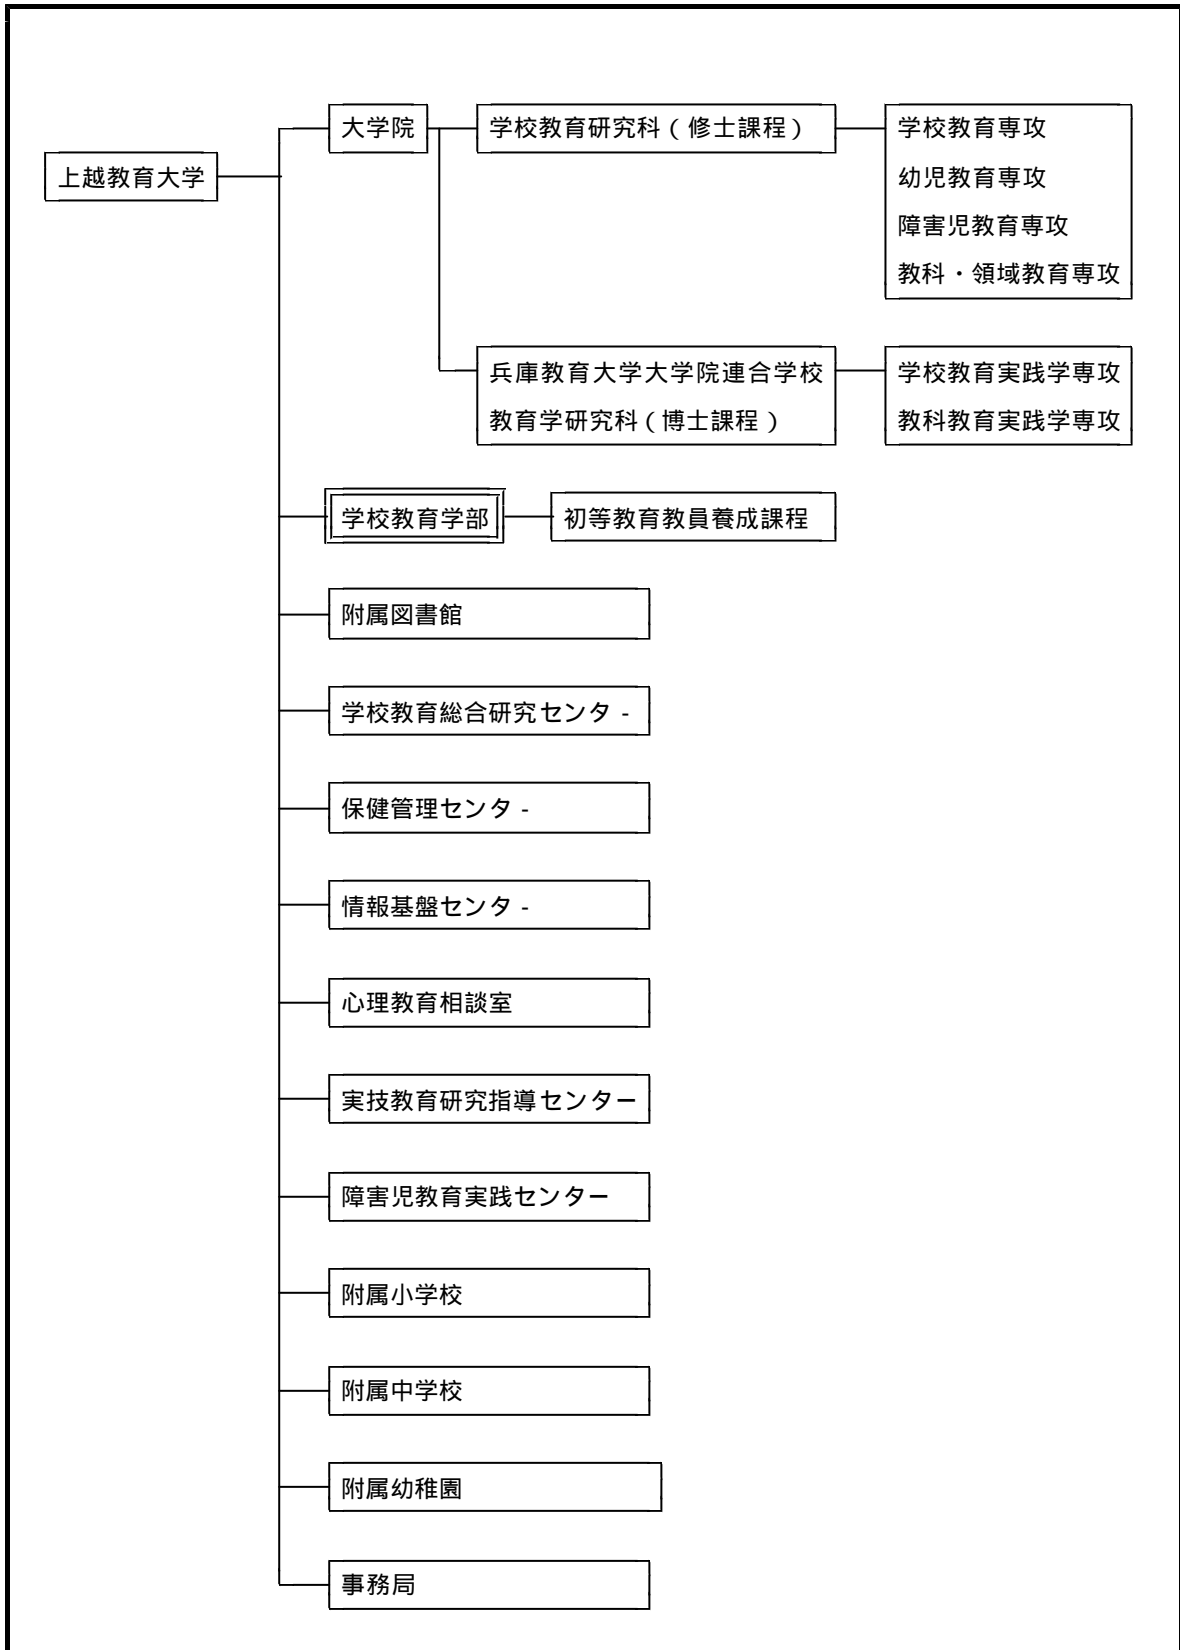 上越教育大学
大学院
学校教育研究科（修士課程）
学校教育専攻
幼児教育専攻
障害児教育専攻
教科・領域教育専攻
兵庫教育大学大学院連合学校
教育学研究科（博士課程）
学校教育実践学専攻
教科教育実践学専攻
学校教育学部
初等教育教員養成課程
附属図書館
学校教育総合研究センタ-
保健管理センタ-
情報基盤センタ-
心理教育相談室
実技教育研究指導センター
障害児教育実践センター
附属小学校
附属中学校
附属幼稚園
事務局